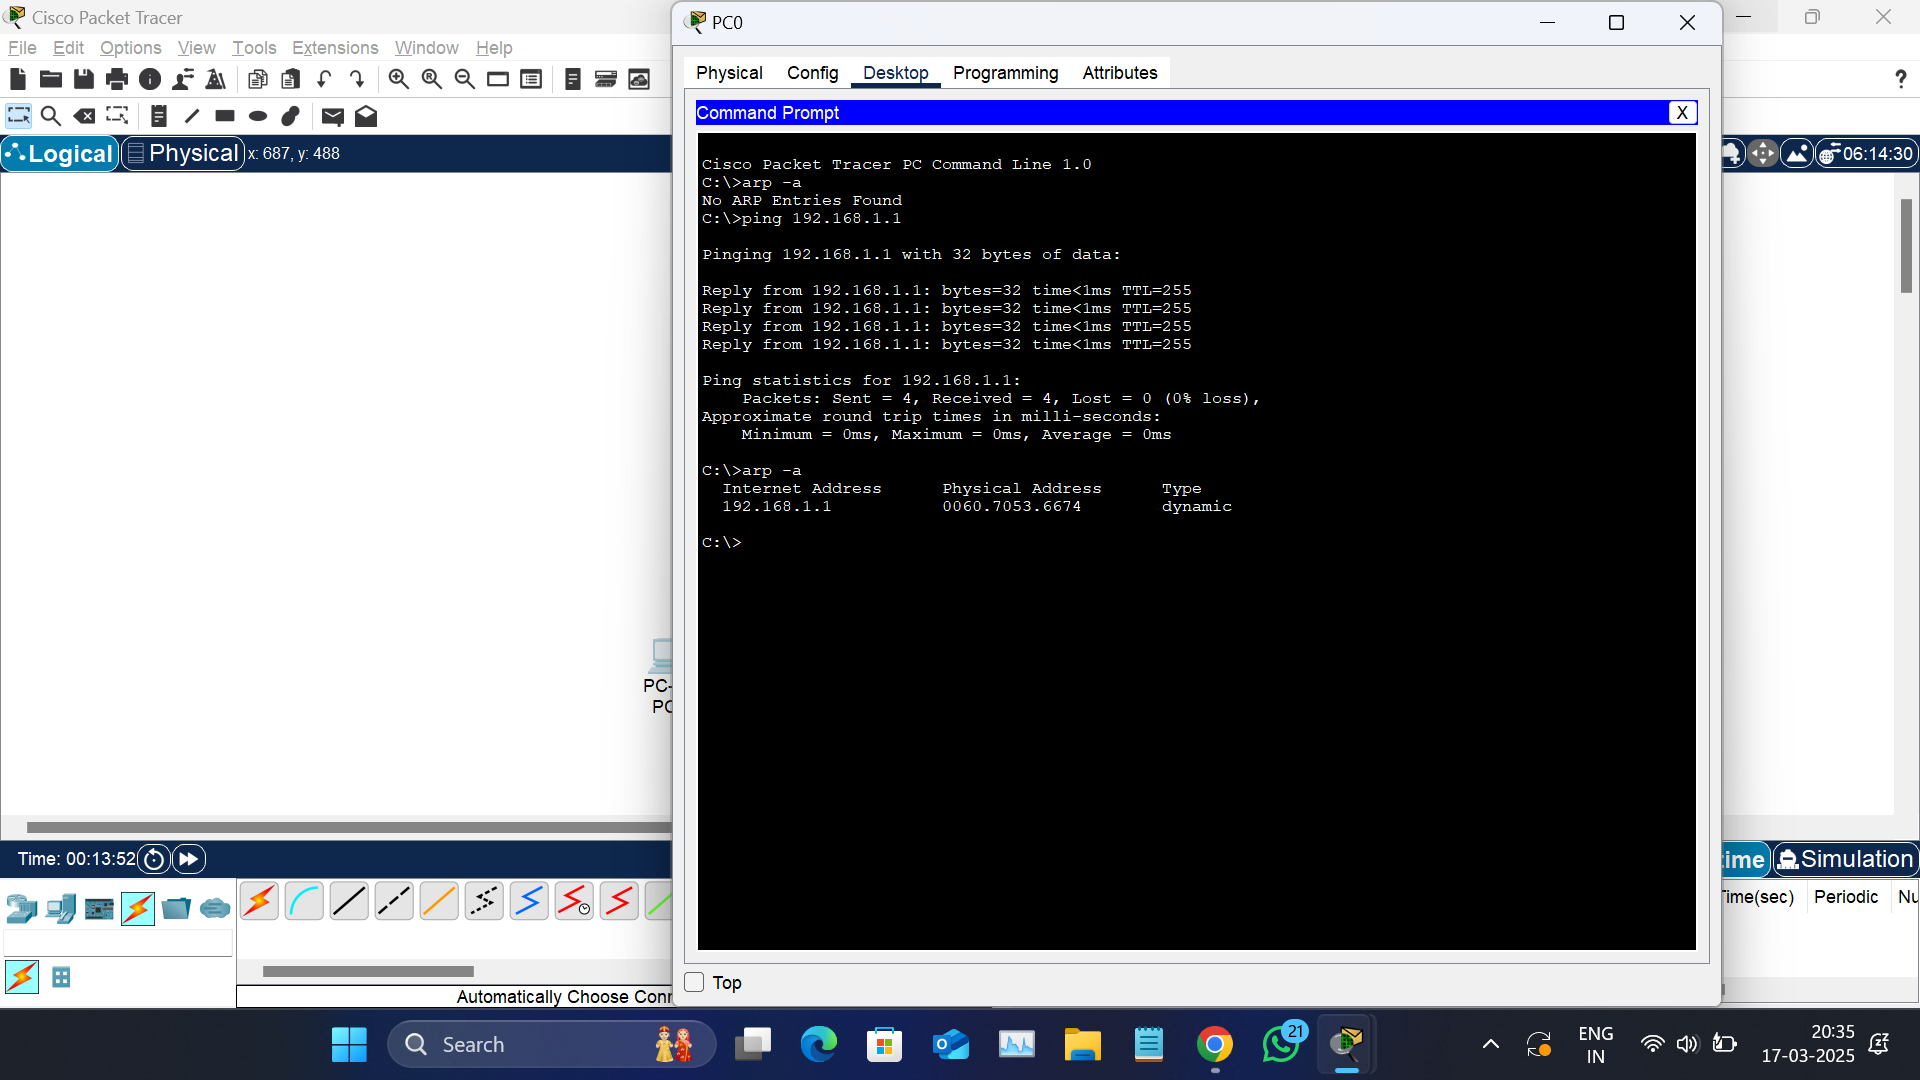 Cisco Packet Tracer
File Edit Options View Tools Extensions Window Help
?
Logical Physical x: 687, y: 488
06:14:30
PC0
Physical Config Desktop Programming Attributes
Command Prompt X
Cisco Packet Tracer PC Command Line 1.0
C:\>arp -a
No ARP Entries Found
C:\>ping 192.168.1.1
Pinging 192.168.1.1 with 32 bytes of data:
Reply from 192.168.1.1: bytes=32 time<1ms TTL=255
Reply from 192.168.1.1: bytes=32 time<1ms TTL=255
Reply from 192.168.1.1: bytes=32 time<1ms TTL=255
Reply from 192.168.1.1: bytes=32 time<1ms TTL=255
Ping statistics for 192.168.1.1:
Packets: Sent = 4, Received = 4, Lost = 0 (0% loss),
Approximate round trip times in milli-seconds:
Minimum = 0ms, Maximum = 0ms, Average = 0ms
C:\>arp -a
Internet Address Physical Address Type
192.168.1.1 0060.7053.6674 dynamic
C:\>
Top
PC-
PC
Time: 00:13:52
ime Simulation
Time(sec) Periodic Nu
Automatically Choose Conn
Search
21
ENG
IN
20:35
17-03-2025